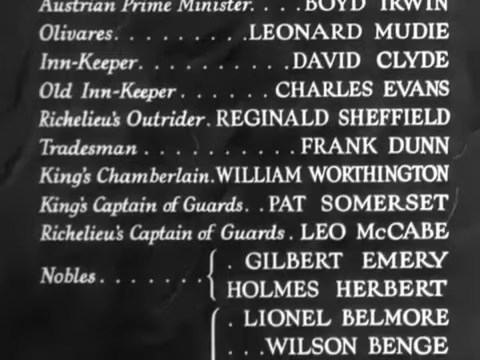 Austrian Prime Minister. . . . BOYD IRWIN
Olivares. . . . . . . . . LEONARD MUDIE
Inn-Keeper. . . . . . . . . . . DAVID CLYDE
Old Inn-Keeper . . . . . . CHARLES EVANS
Richelieu's Outrider. REGINALD SHEFFIELD
Tradesman . . . . . . . . . . FRANK DUNN
King's Chamberlain. WILLIAM WORTHINGTON
King's Captain of Guards. . PAT SOMERSET
Richelieu's Captain of Guards . LEO McCABE
Nobles . . . . . . . { . GILBERT EMERY
HOLMES HERBERT
{ . LIONEL BELMORE
. . . WILSON BENGE